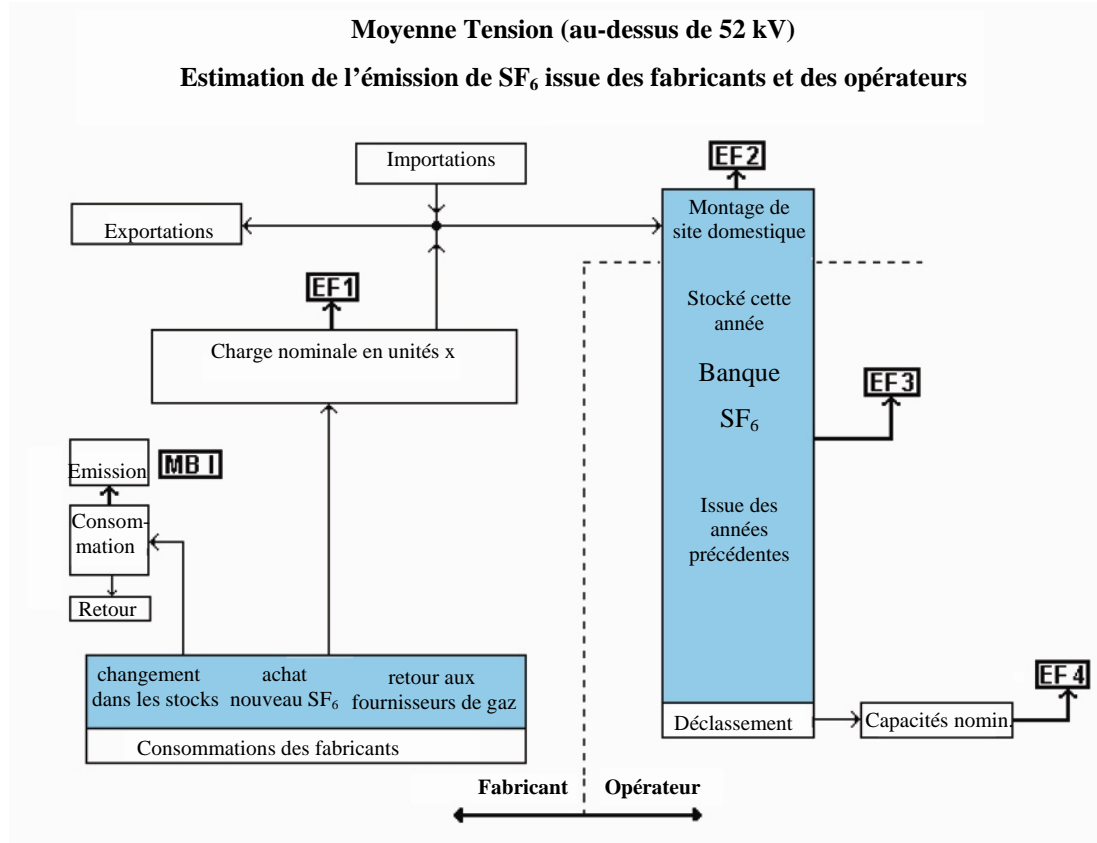 Moyenne Tension (au-dessus de 52 kV)
Estimation de l’émission de SF₆ issue des fabricants et des opérateurs
Importations
EF2
Exportations
Montage de
site domestique
EF1
Stocké cette
année
Charge nominale en unités x
Banque
SF₆
EF3
Emission
MB I
Consom-
mation
Issue des
années
précédentes
Retour
changement
dans les stocks
achat
nouveau SF₆
retour aux
fournisseurs de gaz
EF4
Déclassement
Capacités nomin.
Consommations des fabricants
Fabricant
Opérateur